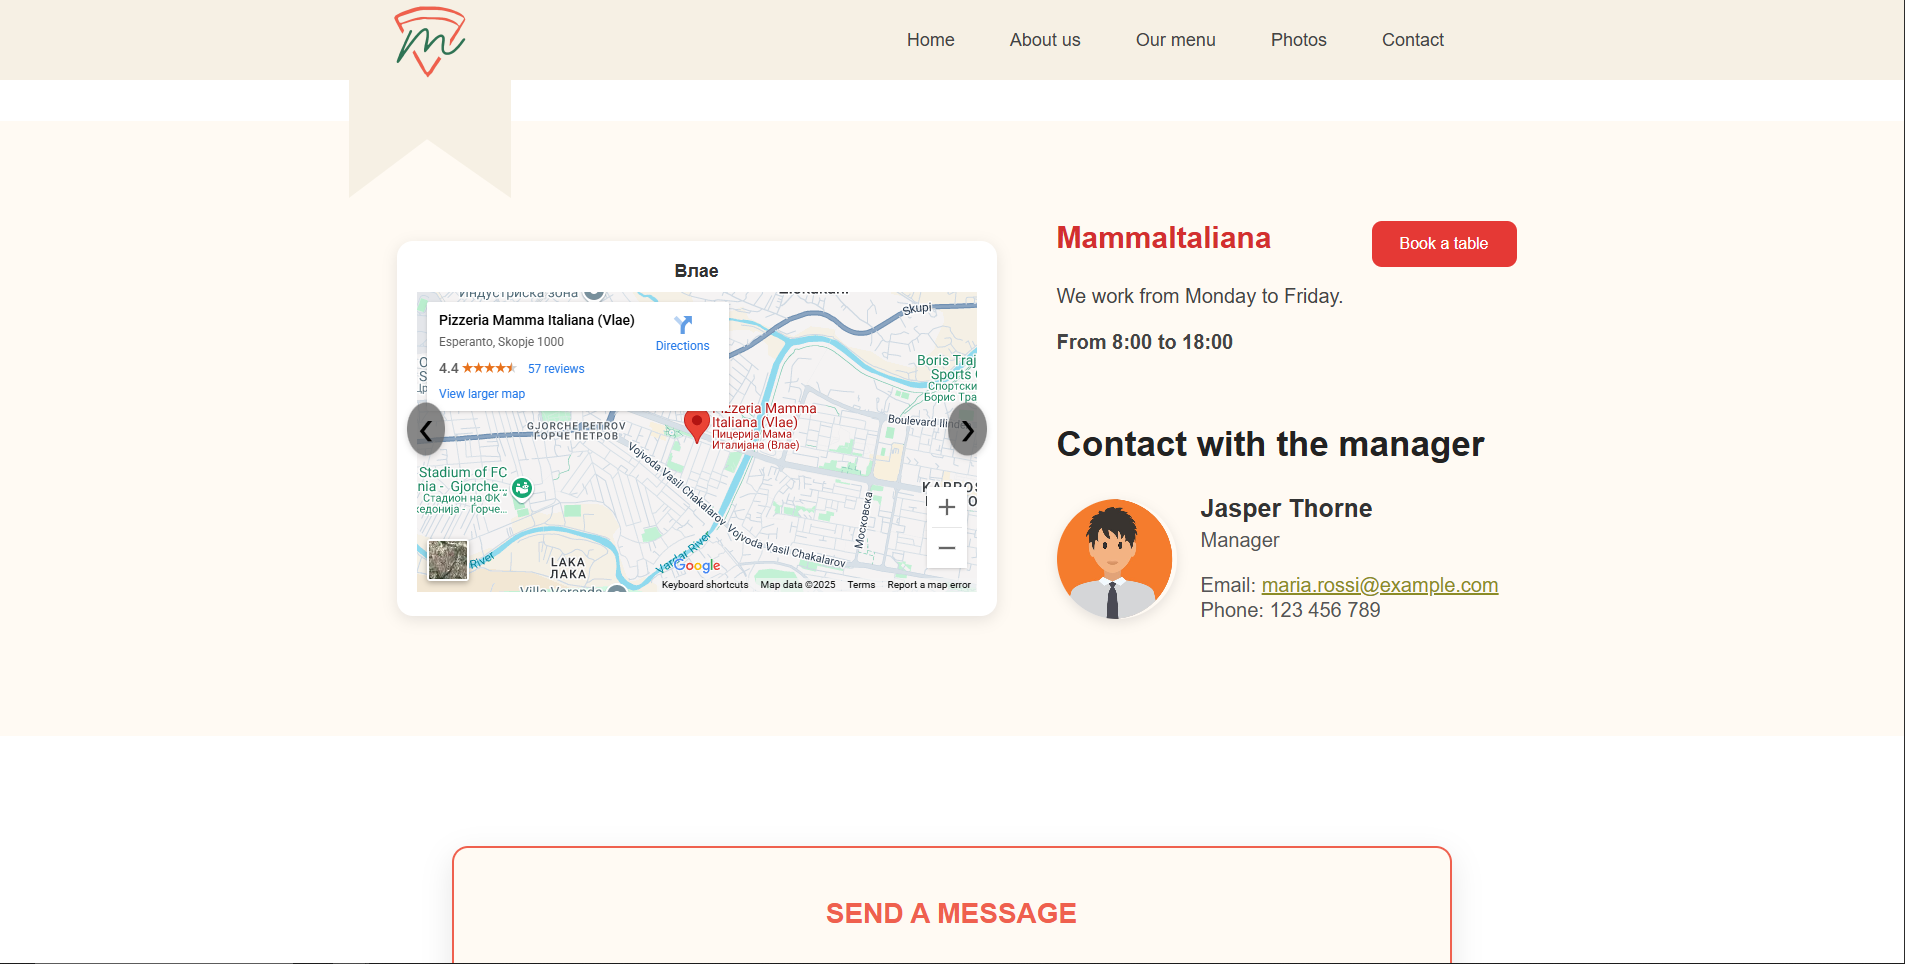 Home About us Our menu Photos Contact
MammaItaliana
Book a table
We work from Monday to Friday.
From 8:00 to 18:00
Contact with the manager
Jasper Thorne
Manager
Email: maria.rossi@example.com
Phone: 123 456 789
Влае
Индустриска зона
Pizzeria Mamma Italiana (Vlae)
Esperanto, Skopje 1000
Directions
4.4 57 reviews
View larger map
Skupi
Boris Traj
Sports
Спортски
Борис Тра
Pizzeria Mamma
Italiana (Vlae)
Пицерија Мама
Италијана (Влае)
Boulevard Ilinde
GJORCHE PETROV
ЃОРЧЕ ПЕТРОВ
Stadium of FC
nia - Gjorche...
Стадион на ФК "
кедонија - Ѓорче...
Vojvoda Vasil Chakalarov
Vojvoda Vasil Chakalarov
Московска
River
LAKA
ЛАКА
Vardar River
Google
Villa Veranda
Keyboard shortcuts Map data ©2025 Terms Report a map error
SEND A MESSAGE